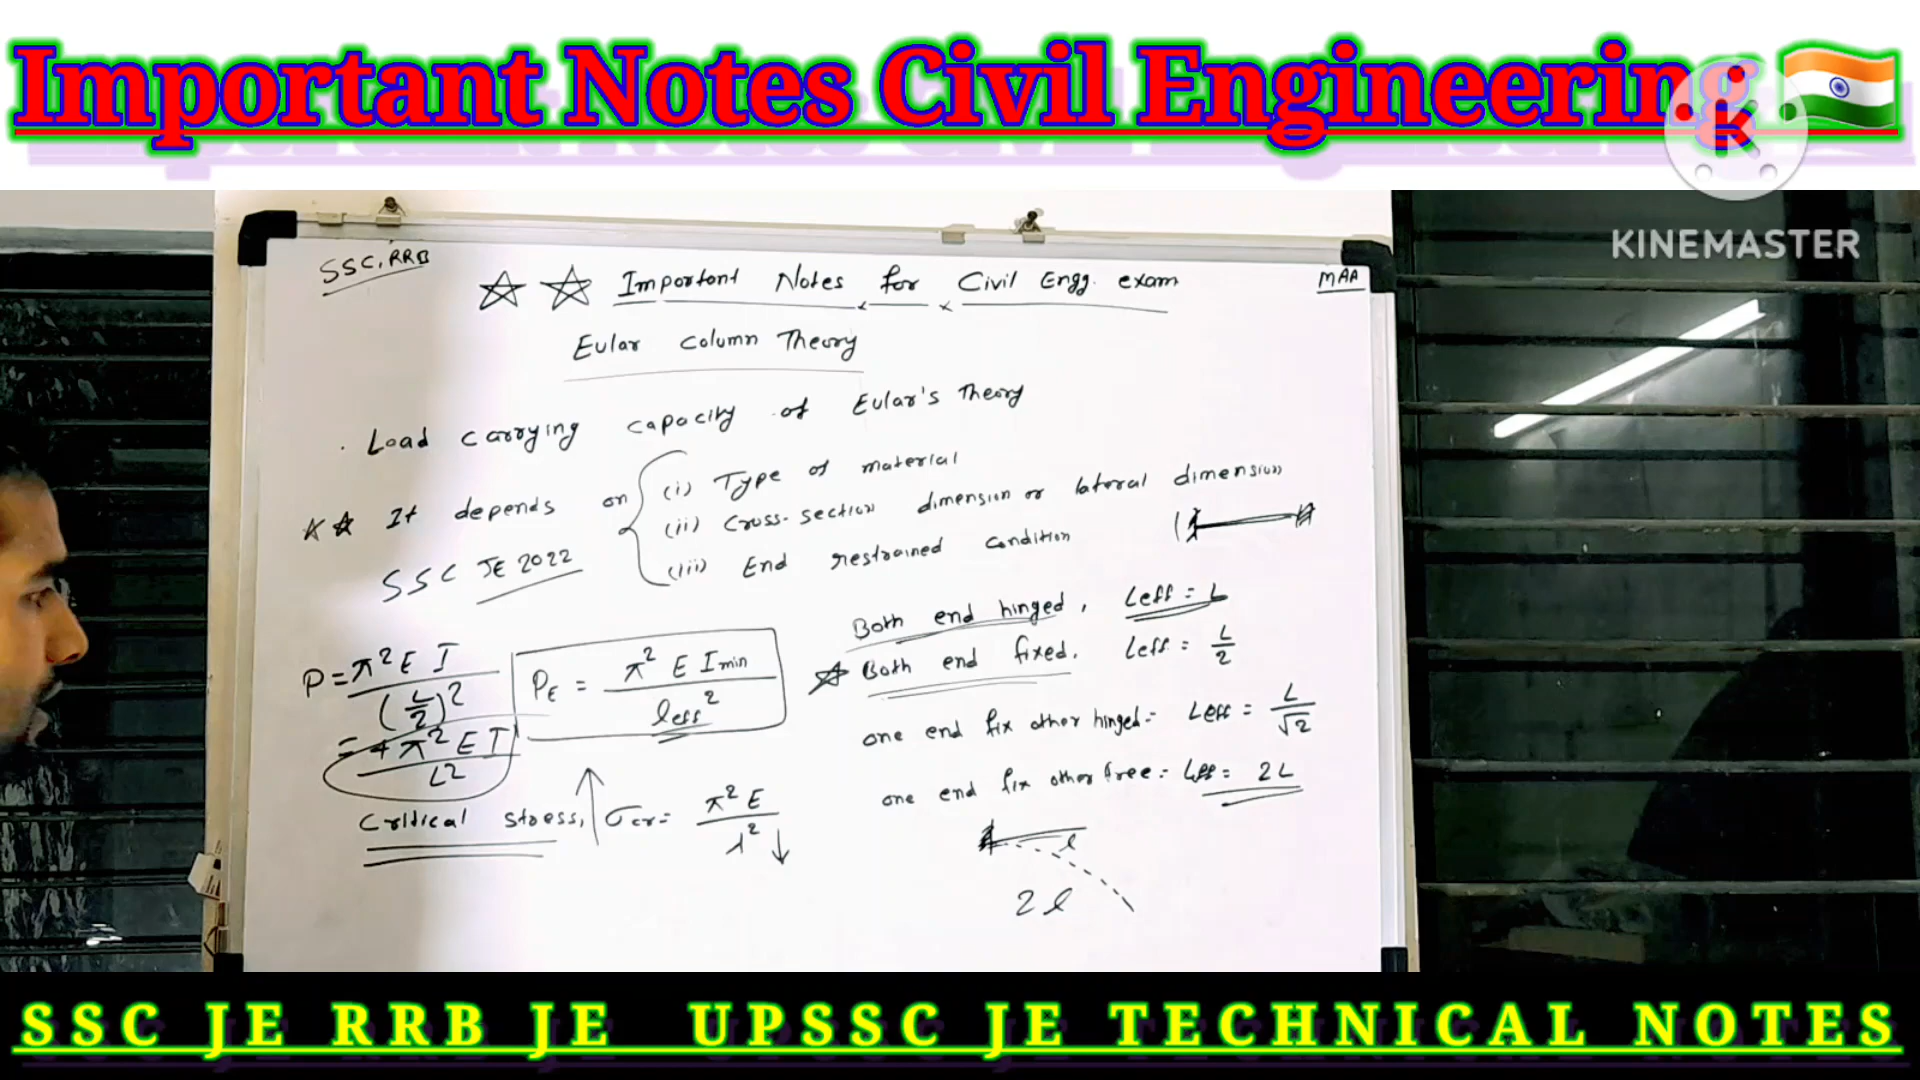 Important Notes Civil Engineering
K
KINEMASTER
SSC, RRB
MAA
Important Notes for Civil Engg. exam
Eular column Theory
. Load carrying capacity of Eular's Theory
It depends on
(i) Type of material
(ii) Cross-section dimension or lateral dimension
(iii) End restrained condition
SSC JE 2022
Both end hinged, Leff = L
Both end fixed, Leff = L/2
one end fix other hinged = Leff = L/√2
one end fix other free = Leff = 2L
P = π²EI/(L/2)²
= 4π²EI/L²
PE = π² E Imin/leff²
Critical stress, σcr = π²E/λ²
l
2l
SSC JE RRB JE UPSSC JE TECHNICAL NOTES